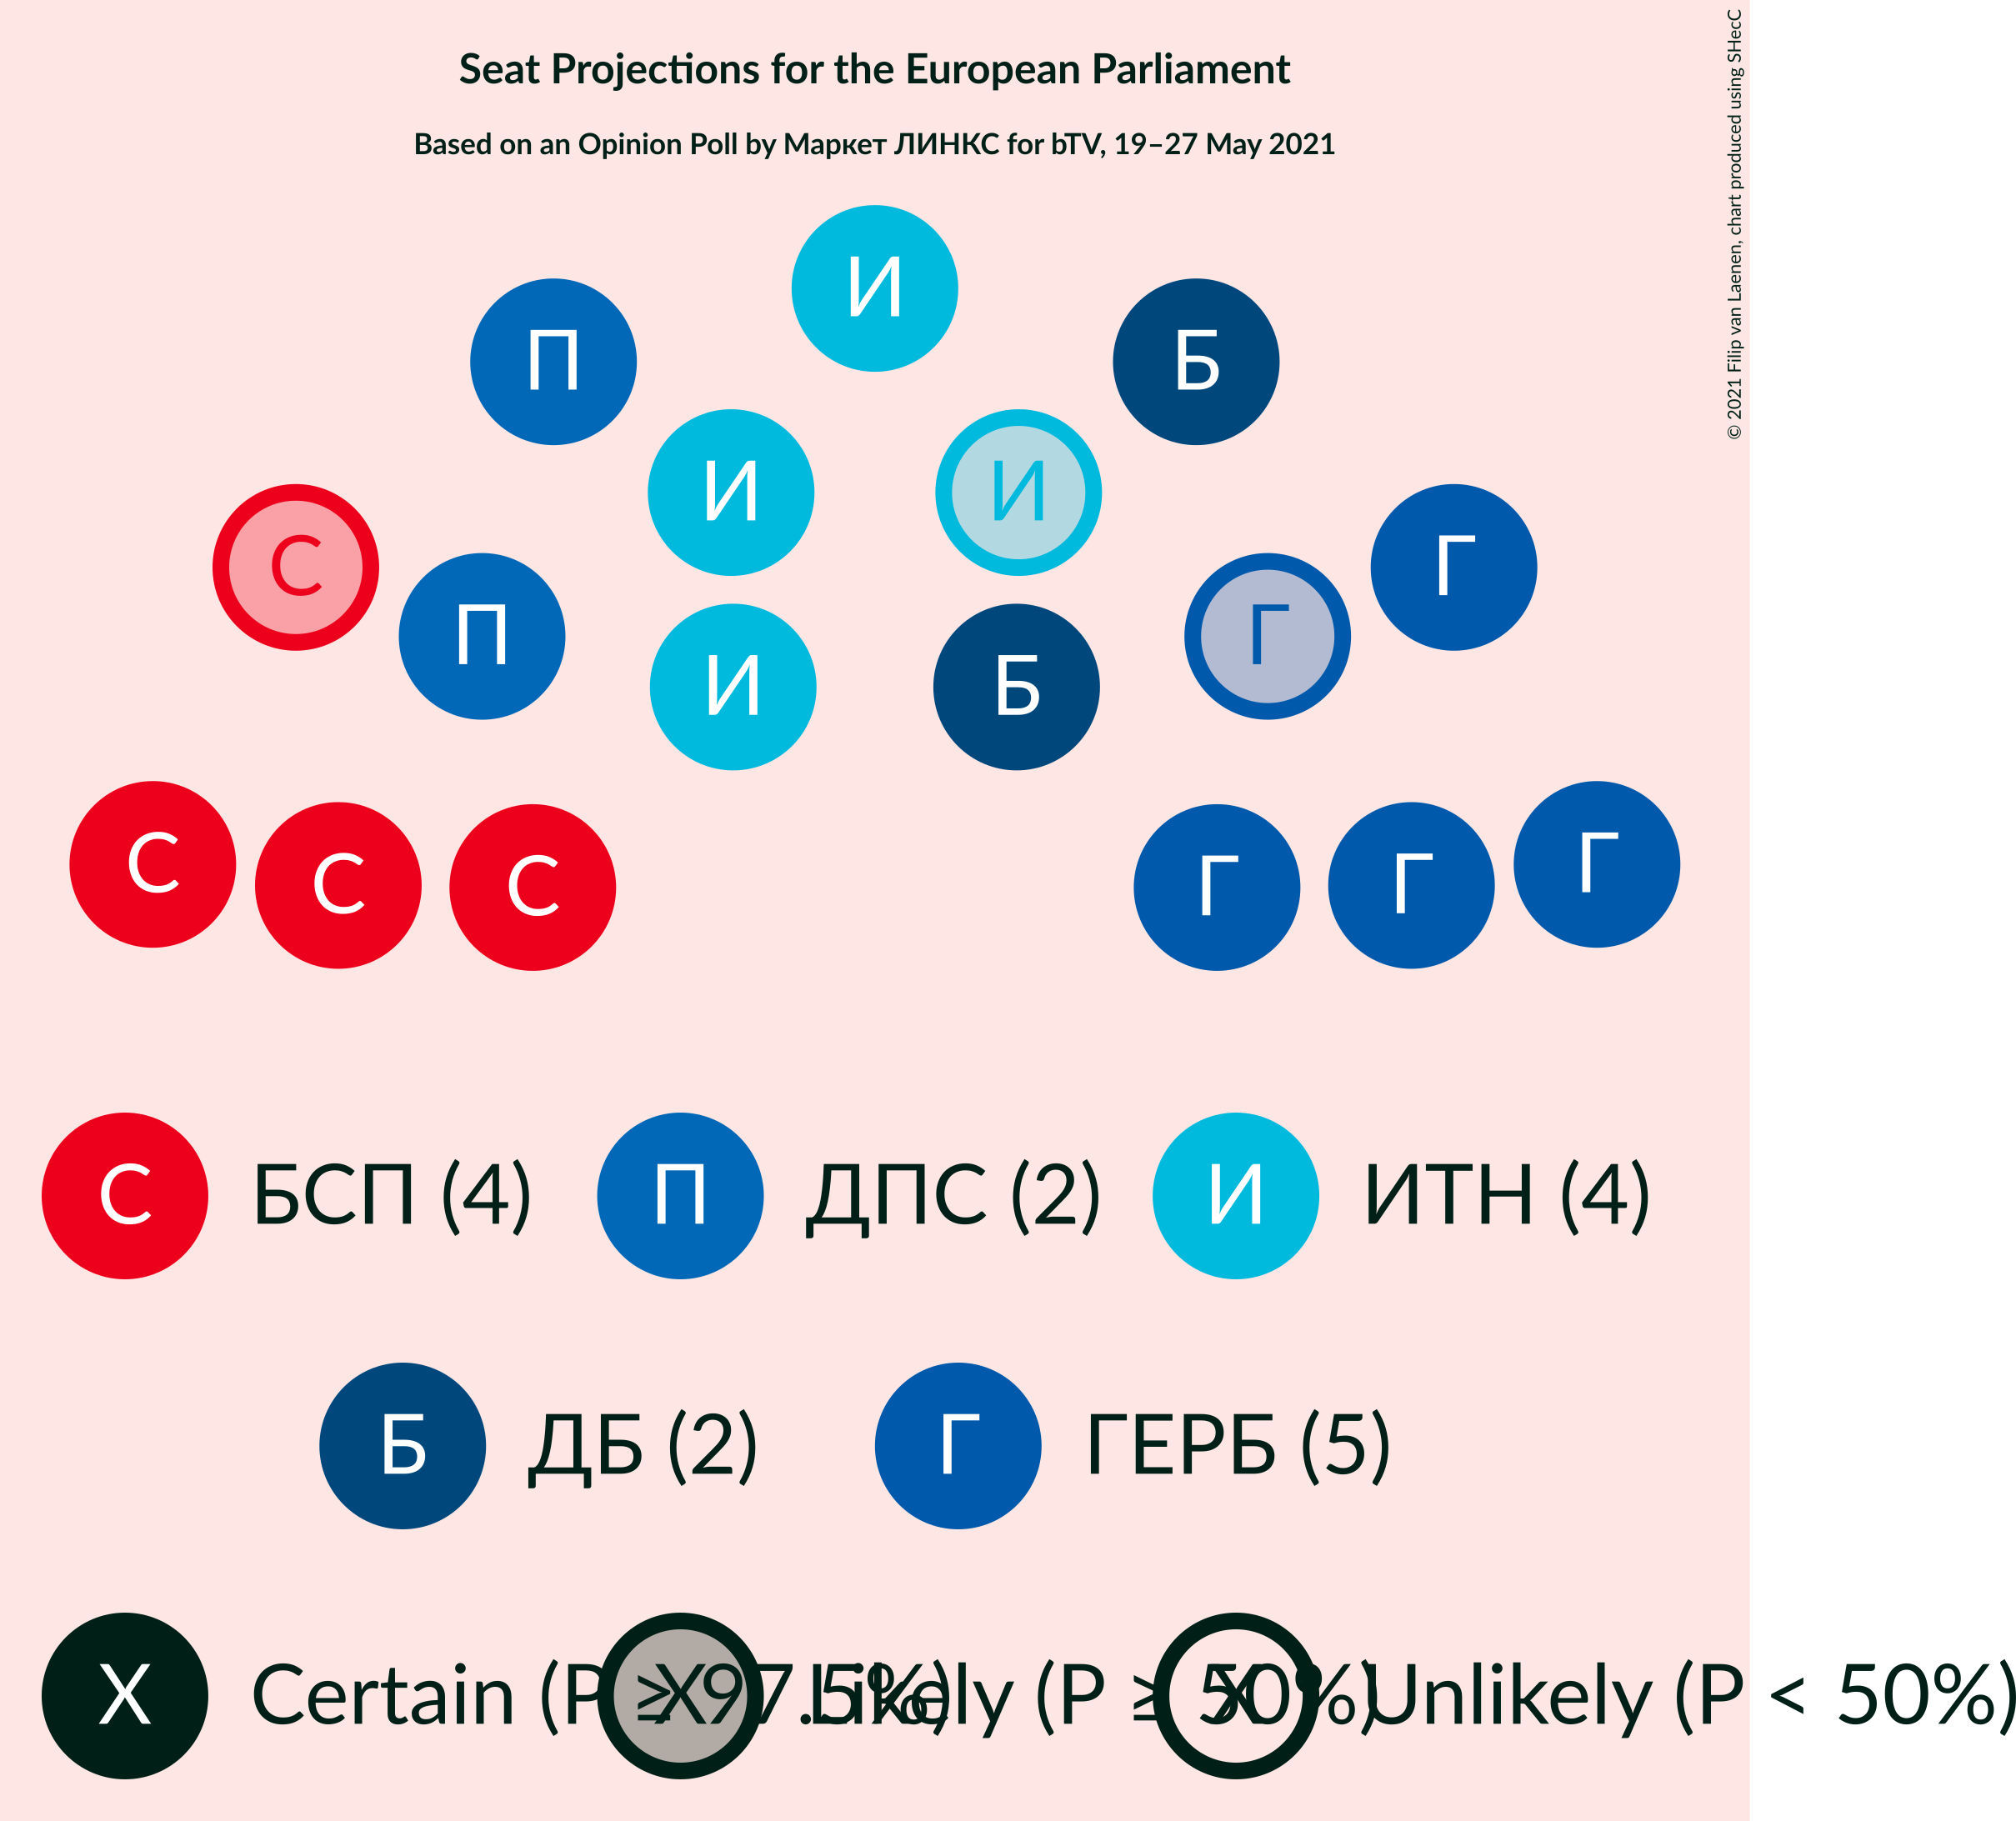 Seat Projections for the European Parliament
Based on an Opinion Poll by Маркет ЛИНКС for bTV, 19–27 May 2021
© 2021 Filip van Laenen, chart produced using SHecC
И
П Б
И И
С Г
П Г
И Б
С Г
С Г
С Г
С БСП (4) П ДПС (2) И ИТН (4)
Б ДБ (2) Г ГЕРБ (5)
X Certain (P ≥ 97.5%) X Likely (P ≥ 50%) X Unlikely (P < 50%)